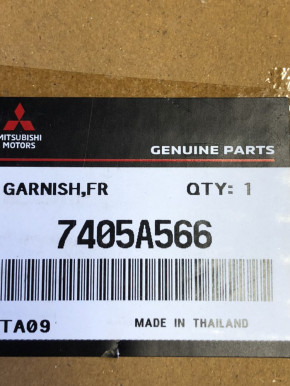 MITSUBISHI
MOTORS
GENUINE PARTS
GARNISH,FR QTY: 1
7405A566
TA09 MADE IN THAILAND